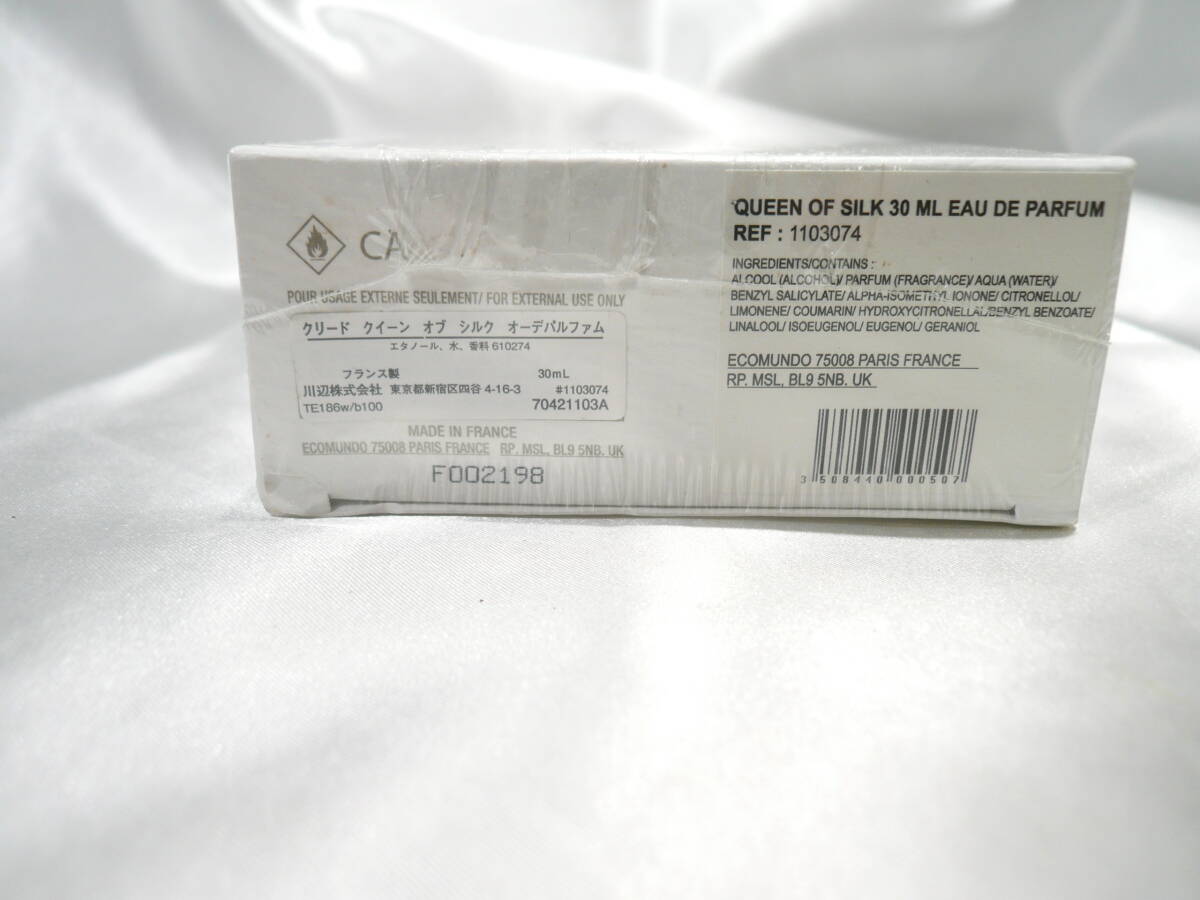 POUR USAGE EXTERNE SEULEMENT/ FOR EXTERNAL USE ONLY
クリード クイーン オブ シルク オーデパルファム
エタノール、水、香料 610274
フランス製 30mL
川辺株式会社 東京都新宿区四谷 4-16-3 #1103074
TE186w/b100 70421103A
MADE IN FRANCE
ECOMUNDO 75008 PARIS FRANCE RP. MSL, BL9 5NB. UK
F002198
QUEEN OF SILK 30 ML EAU DE PARFUM
REF : 1103074
INGREDIENTS/CONTAINS :
ALCOOL (ALCOHOL)/ PARFUM (FRAGRANCE)/ AQUA (WATER)/
BENZYL SALICYLATE/ ALPHA-ISOMETHYL IONONE/ CITRONELLOL/
LIMONENE/ COUMARIN/ HYDROXYCITRONELLAL/BENZYL BENZOATE/
LINALOOL/ ISOEUGENOL/ EUGENOL/ GERANIOL
ECOMUNDO 75008 PARIS FRANCE
RP. MSL, BL9 5NB. UK
3 508440 000507